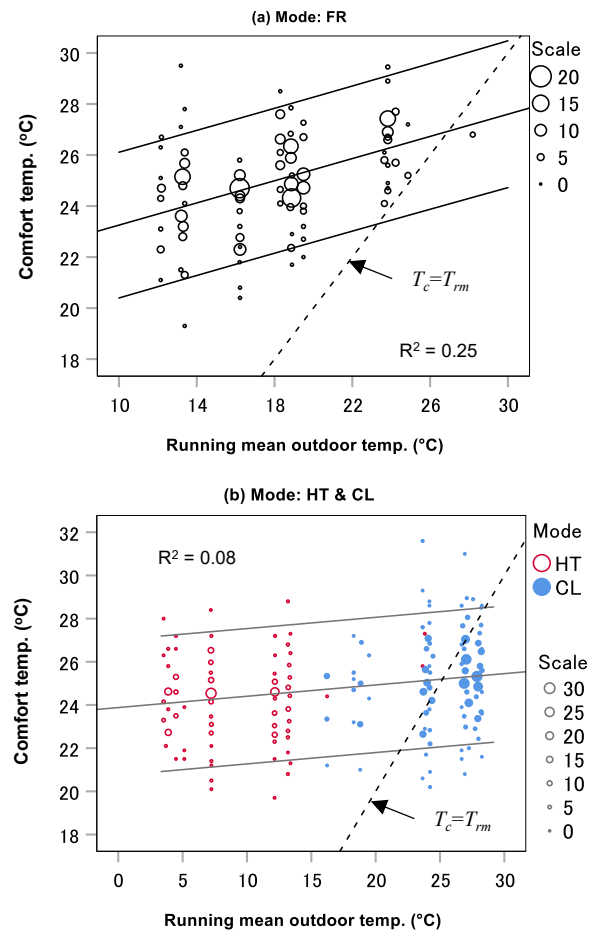 (a) Mode: FR
Comfort temp. (ºC)
30
28
26
24
22
20
18
Scale
20
15
10
5
0
Tc=Trm
R² = 0.25
10 14 18 22 26 30
Running mean outdoor temp. (°C)
(b) Mode: HT & CL
Comfort temp. (ºC)
32
30
28
26
24
22
20
18
R² = 0.08
Mode
HT
CL
Scale
30
25
20
15
10
5
0
Tc=Trm
0 5 10 15 20 25 30
Running mean outdoor temp. (°C)